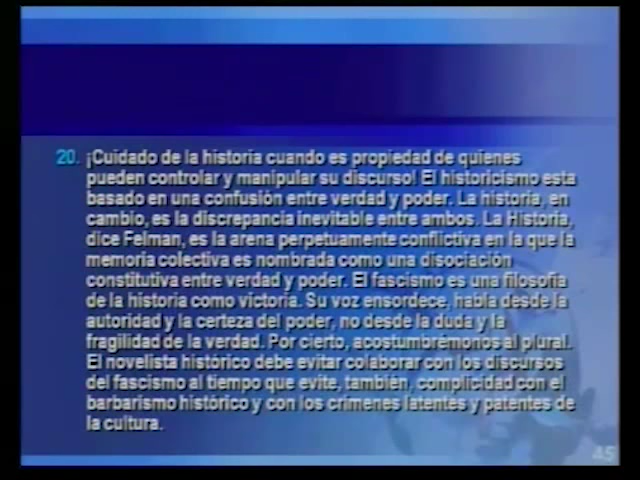 20. ¡Cuidado de la historia cuando es propiedad de quienes
pueden controlar y manipular su discurso! El historicismo esta
basado en una confusión entre verdad y poder. La historia, en
cambio, es la discrepancia inevitable entre ambos. La Historia,
dice Felman, es la arena perpetuamente conflictiva en la que la
memoria colectiva es nombrada como una disociación
constitutiva entre verdad y poder. El fascismo es una filosofía
de la historia como victoria. Su voz ensordece, habla desde la
autoridad y la certeza del poder, no desde la duda y la
fragilidad de la verdad. Por cierto, acostumbrémonos al plural.
El novelista histórico debe evitar colaborar con los discursos
del fascismo al tiempo que evite, también, complicidad con el
barbarismo histórico y con los crímenes latentes y patentes de
la cultura.
45